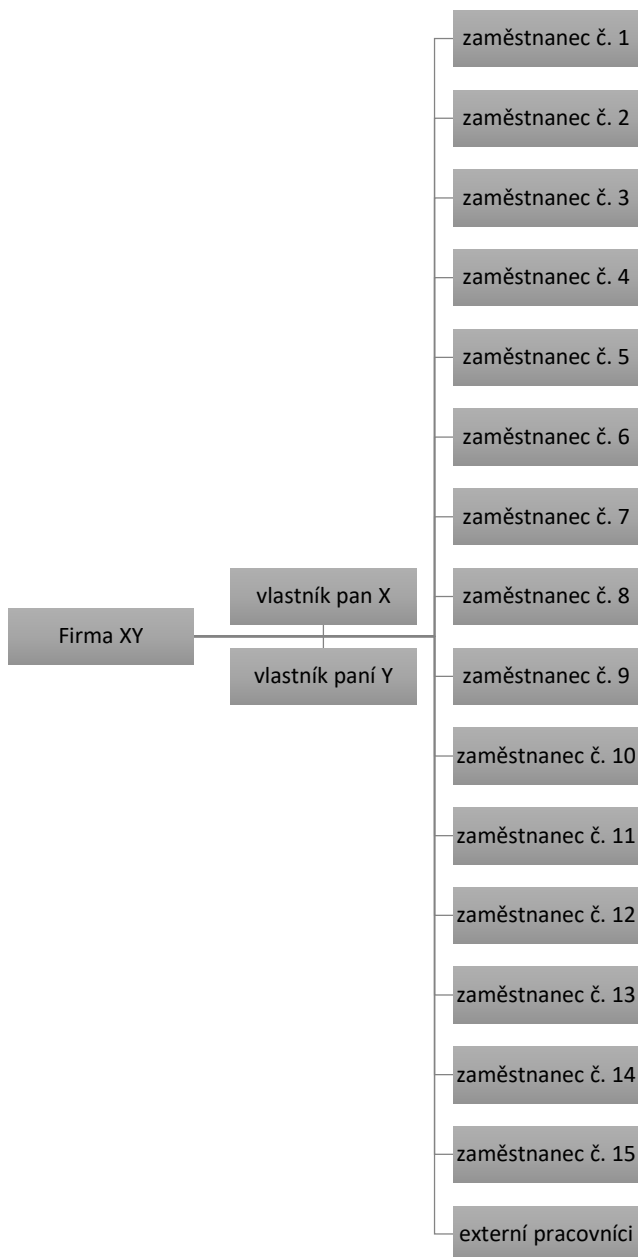 Firma XY
vlastník pan X
vlastník paní Y
zaměstnanec č. 1
zaměstnanec č. 2
zaměstnanec č. 3
zaměstnanec č. 4
zaměstnanec č. 5
zaměstnanec č. 6
zaměstnanec č. 7
zaměstnanec č. 8
zaměstnanec č. 9
zaměstnanec č. 10
zaměstnanec č. 11
zaměstnanec č. 12
zaměstnanec č. 13
zaměstnanec č. 14
zaměstnanec č. 15
externí pracovníci